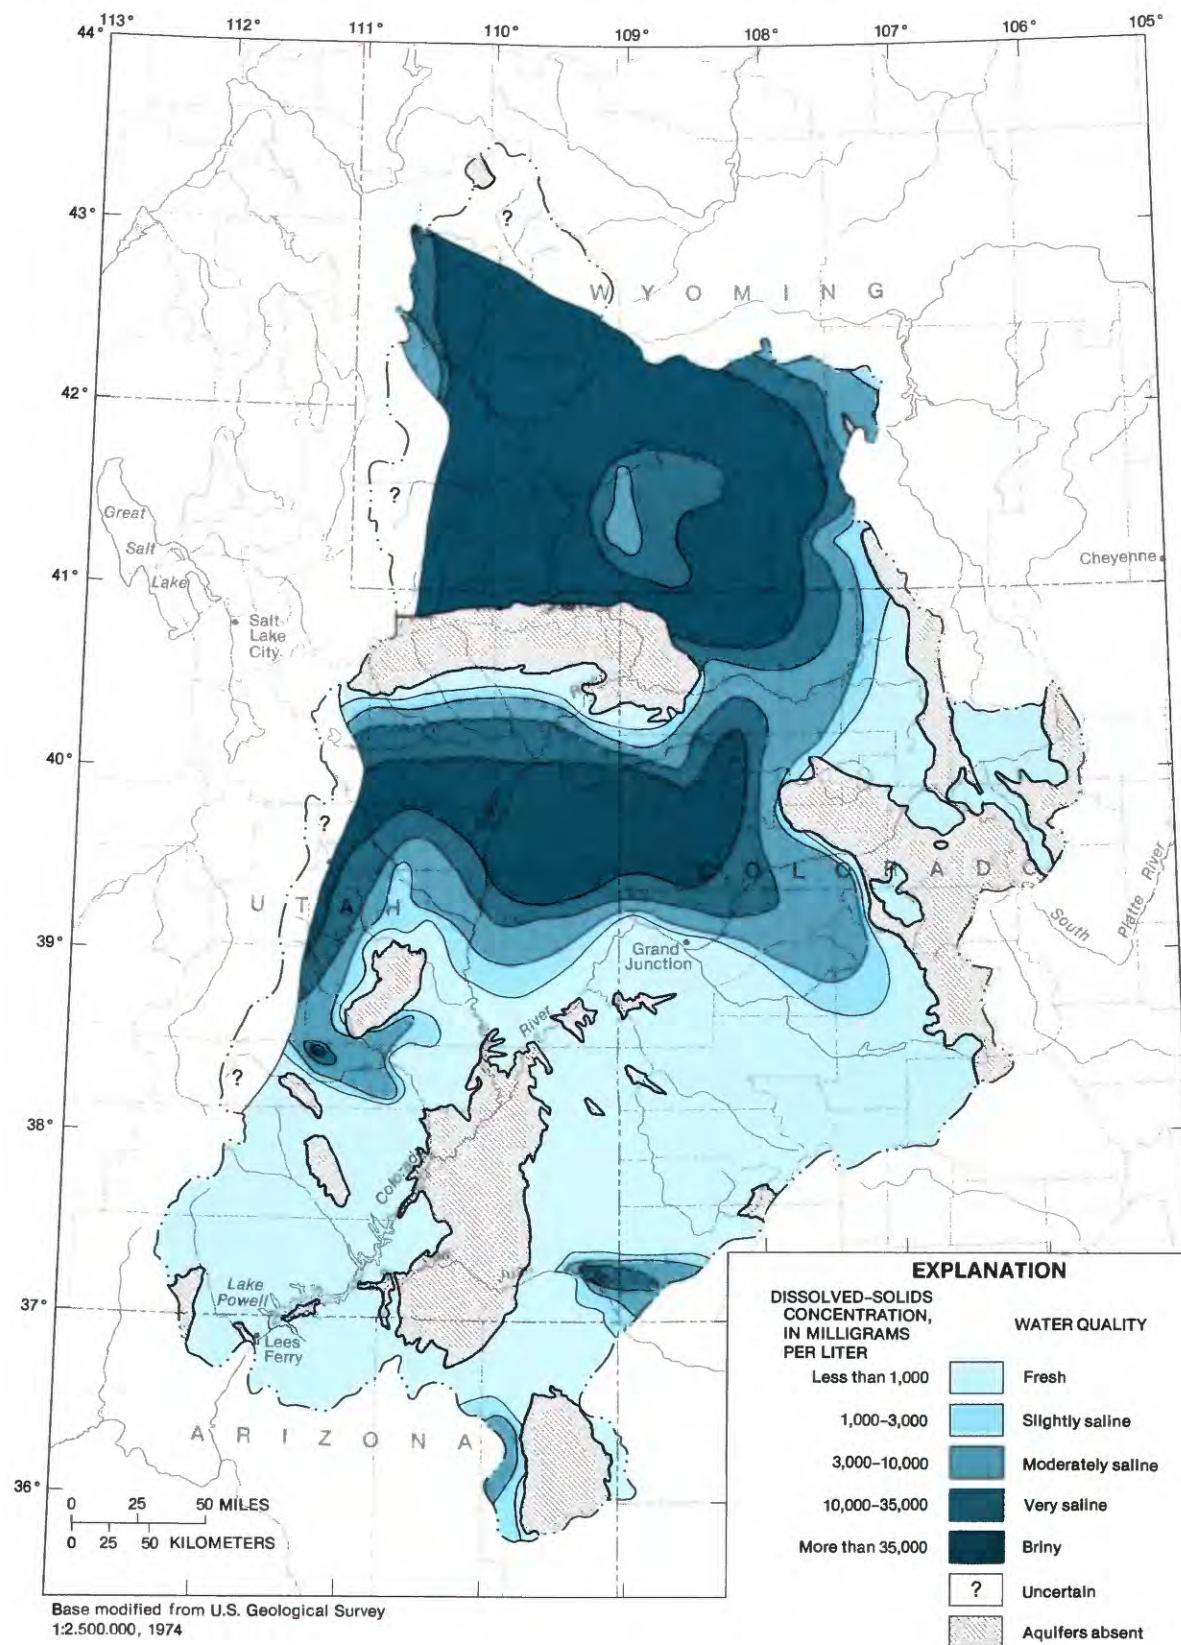 113°
112°
111°
110°
109°
108°
107°
106°
105°
44°
43°
?
W Y O M I N G
42°
?
Great
Salt
Lake
41°
Cheyenne
Salt
Lake
City
40°
?
C O L O R A D O
U T A H
South
Platte River
39°
Grand
Junction
River
?
38°
Colorado
Lake
Powell
37°
Lees
Ferry
A R I Z O N A
36°
0 25 50 MILES
0 25 50 KILOMETERS
EXPLANATION
DISSOLVED-SOLIDS
CONCENTRATION,
IN MILLIGRAMS
PER LITER
WATER QUALITY
Less than 1,000 Fresh
1,000-3,000 Slightly saline
3,000-10,000 Moderately saline
10,000-35,000 Very saline
More than 35,000 Briny
? Uncertain
Aquifers absent
Base modified from U.S. Geological Survey
1:2.500.000, 1974